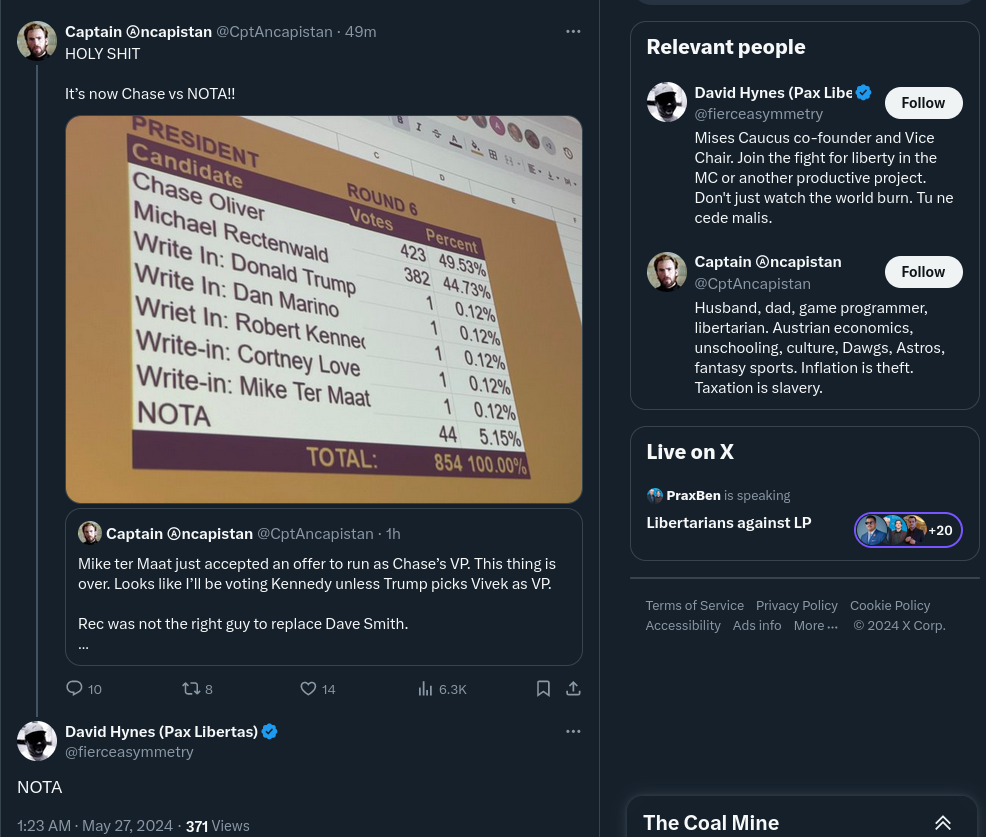 Captain Ⓐncapistan @CptAncapistan · 49m
HOLY SHIT
It's now Chase vs NOTA!!
PRESIDENT
ROUND 6
Candidate Votes Percent
Chase Oliver 423 49.53%
Michael Rectenwald 382 44.73%
Write In: Donald Trump 1 0.12%
Write In: Dan Marino 1 0.12%
Wriet In: Robert Kenne 1 0.12%
Write-in: Cortney Love 1 0.12%
Write-in: Mike Ter Maat 1 0.12%
NOTA 44 5.15%
TOTAL: 854 100.00%
Captain Ⓐncapistan @CptAncapistan · 1h
Mike ter Maat just accepted an offer to run as Chase's VP. This thing is
over. Looks like I'll be voting Kennedy unless Trump picks Vivek as VP.
Rec was not the right guy to replace Dave Smith.
...
10 8 14 6.3K
David Hynes (Pax Libertas)
@fierceasymmetry
NOTA
1:23 AM · May 27, 2024 · 371 Views
Relevant people
David Hynes (Pax Libe
@fierceasymmetry
Follow
Mises Caucus co-founder and Vice
Chair. Join the fight for liberty in the
MC or another productive project.
Don't just watch the world burn. Tu ne
cede malis.
Captain Ⓐncapistan
@CptAncapistan
Follow
Husband, dad, game programmer,
libertarian. Austrian economics,
unschooling, culture, Dawgs, Astros,
fantasy sports. Inflation is theft.
Taxation is slavery.
Live on X
PraxBen is speaking
Libertarians against LP
+20
Terms of Service Privacy Policy Cookie Policy
Accessibility Ads info More ... © 2024 X Corp.
The Coal Mine